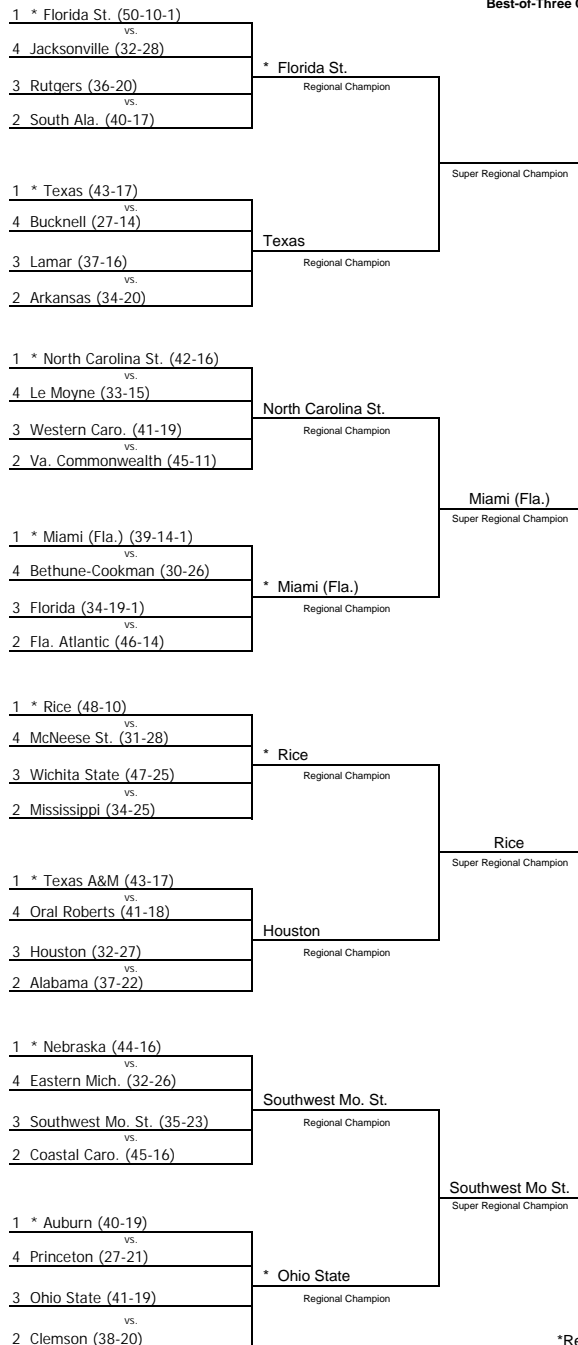 Best-of-Three
1 * Florida St. (50-10-1)
vs.
4 Jacksonville (32-28)
* Florida St.
Regional Champion
3 Rutgers (36-20)
vs.
2 South Ala. (40-17)
Super Regional Champion
1 * Texas (43-17)
vs.
4 Bucknell (27-14)
Texas
Regional Champion
3 Lamar (37-16)
vs.
2 Arkansas (34-20)
1 * North Carolina St. (42-16)
vs.
4 Le Moyne (33-15)
North Carolina St.
Regional Champion
3 Western Caro. (41-19)
vs.
2 Va. Commonwealth (45-11)
Miami (Fla.)
Super Regional Champion
1 * Miami (Fla.) (39-14-1)
vs.
4 Bethune-Cookman (30-26)
* Miami (Fla.)
Regional Champion
3 Florida (34-19-1)
vs.
2 Fla. Atlantic (46-14)
1 * Rice (48-10)
vs.
4 McNeese St. (31-28)
* Rice
Regional Champion
3 Wichita State (47-25)
vs.
2 Mississippi (34-25)
Rice
Super Regional Champion
1 * Texas A&M (43-17)
vs.
4 Oral Roberts (41-18)
Houston
Regional Champion
3 Houston (32-27)
vs.
2 Alabama (37-22)
1 * Nebraska (44-16)
vs.
4 Eastern Mich. (32-26)
Southwest Mo. St.
Regional Champion
3 Southwest Mo. St. (35-23)
vs.
2 Coastal Caro. (45-16)
Southwest Mo St.
Super Regional Champion
1 * Auburn (40-19)
vs.
4 Princeton (27-21)
* Ohio State
Regional Champion
3 Ohio State (41-19)
vs.
2 Clemson (38-20)